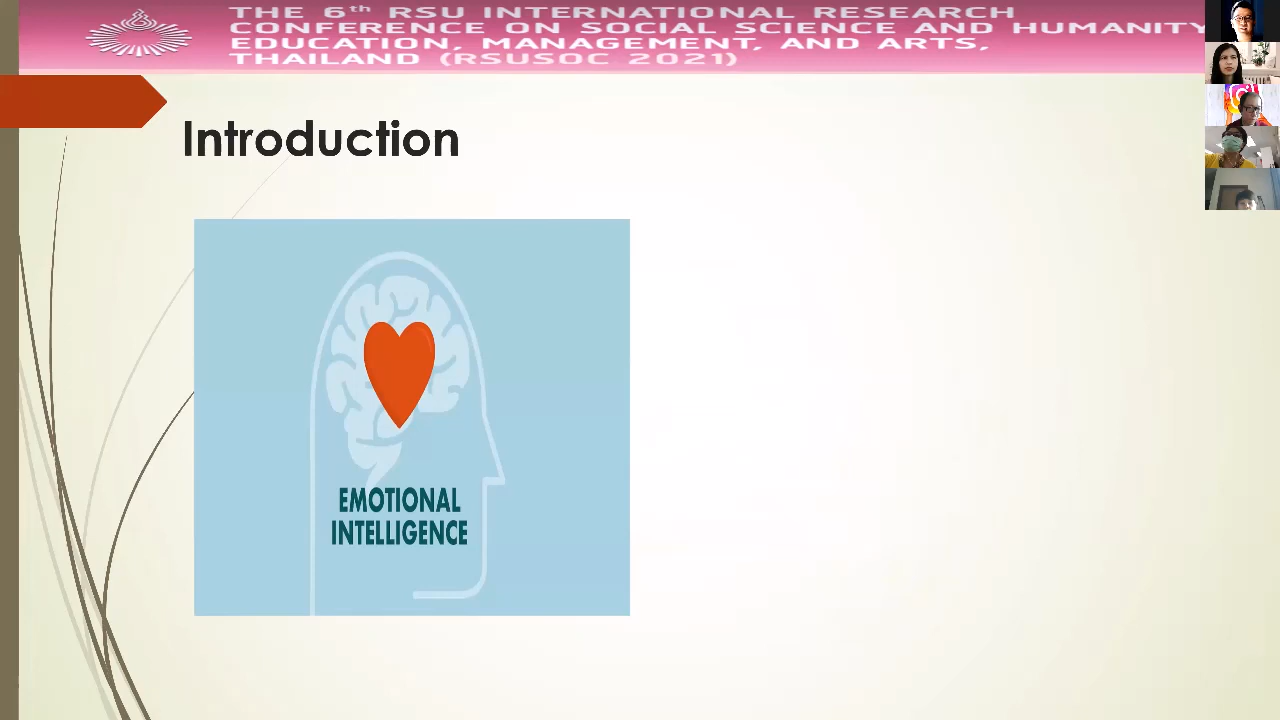 THE 6th RSU INTERNATIONAL RESEARCH
CONFERENCE ON SOCIAL SCIENCE AND HUMANITY
EDUCATION, MANAGEMENT, AND ARTS,
THAILAND (RSUSOC 2021)
Introduction
EMOTIONAL
INTELLIGENCE